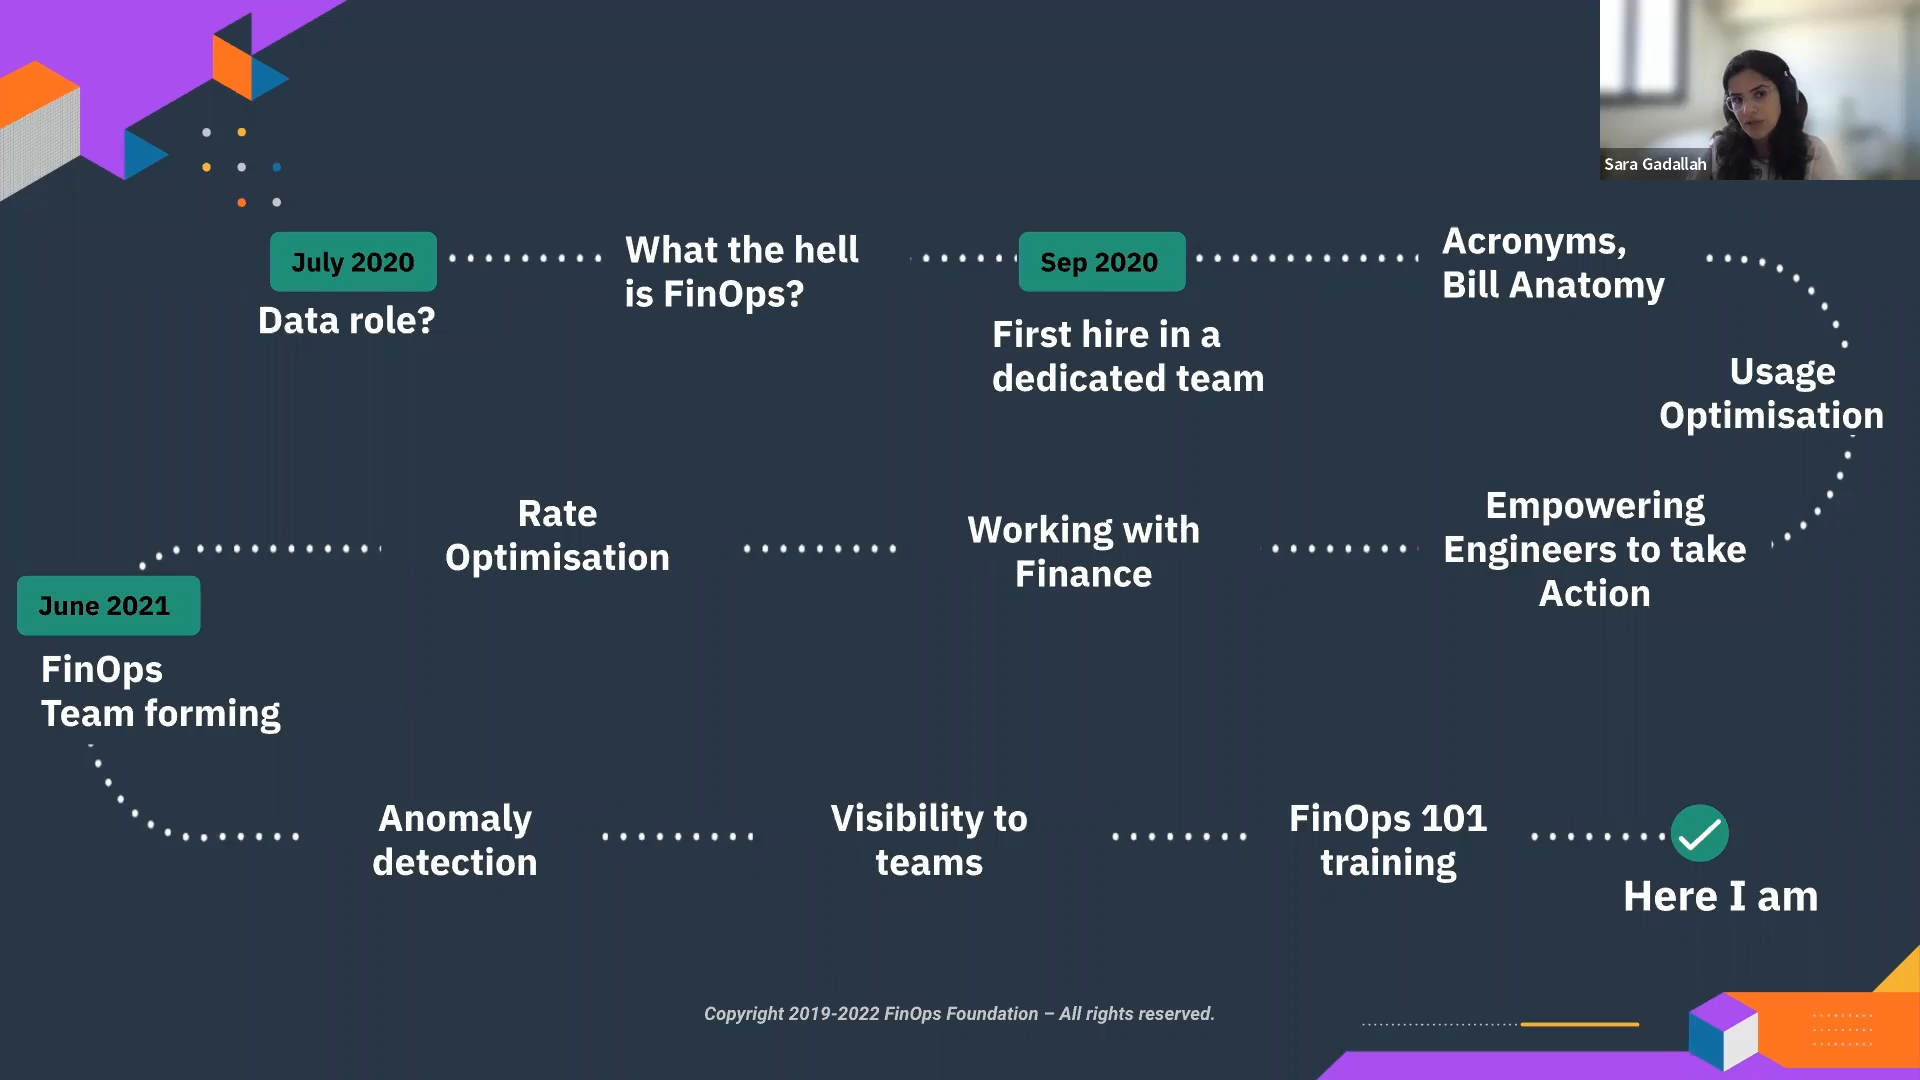 Sara Gadallah
July 2020
Data role?
What the hell
is FinOps?
Sep 2020
First hire in a
dedicated team
Acronyms,
Bill Anatomy
Usage
Optimisation
Empowering
Engineers to take
Action
Working with
Finance
Rate
Optimisation
June 2021
FinOps
Team forming
Anomaly
detection
Visibility to
teams
FinOps 101
training
Here I am
Copyright 2019-2022 FinOps Foundation – All rights reserved.